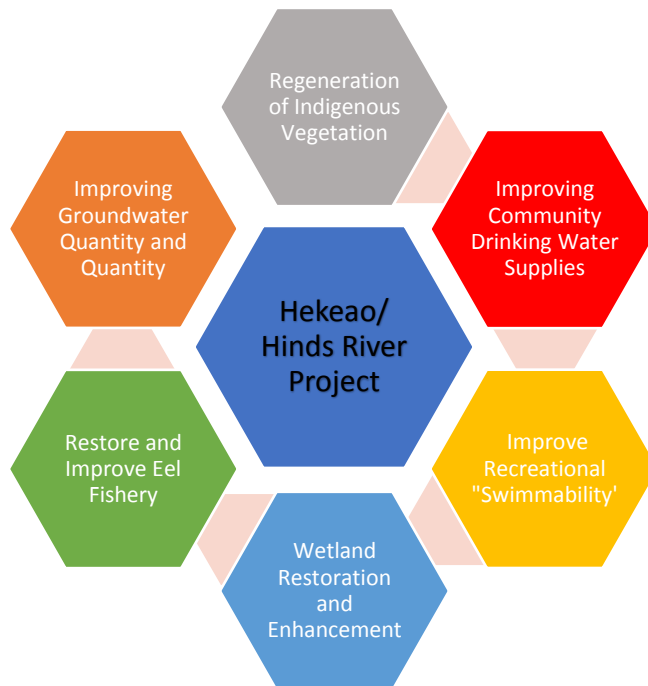 Regeneration
of Indigenous
Vegetation
Improving
Community
Drinking Water
Supplies
Improve
Recreational
"Swimmability'
Wetland
Restoration
and
Enhancement
Restore and
Improve Eel
Fishery
Improving
Groundwater
Quantity and
Quantity
Hekeao/
Hinds River
Project